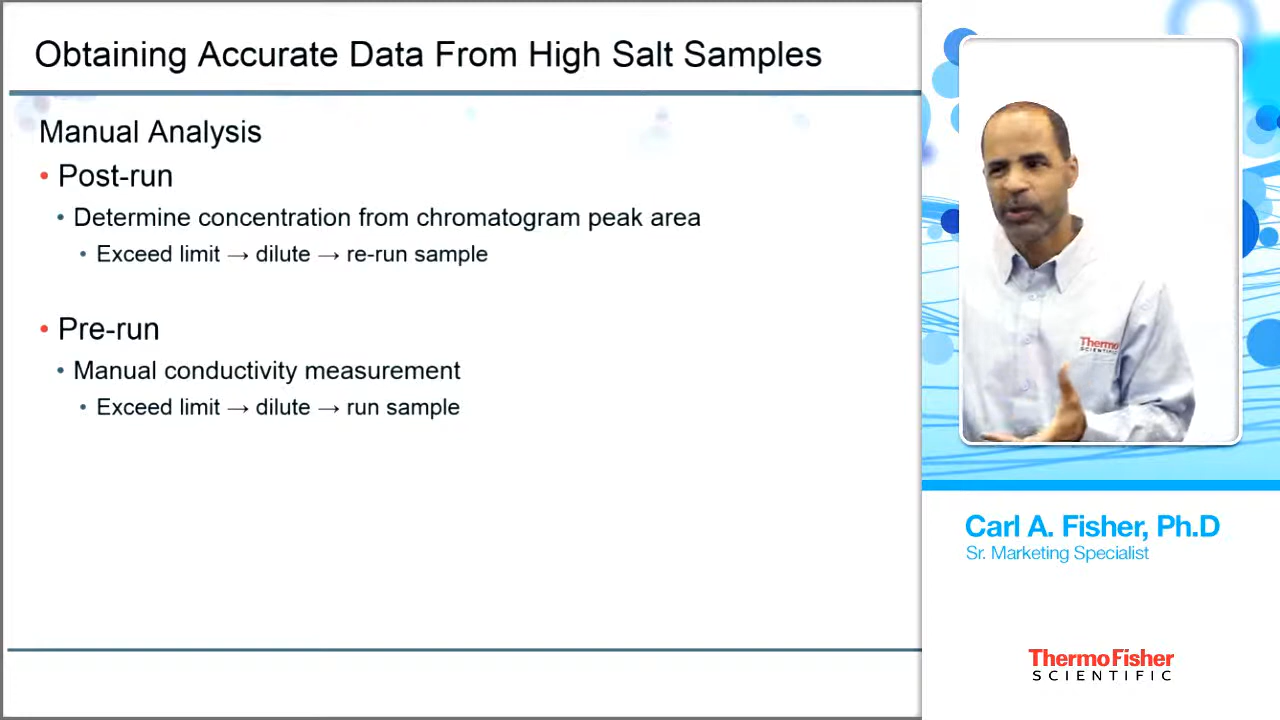 Obtaining Accurate Data From High Salt Samples
Manual Analysis
• Post-run
• Determine concentration from chromatogram peak area
• Exceed limit → dilute → re-run sample
• Pre-run
• Manual conductivity measurement
• Exceed limit → dilute → run sample
Thermo
SCIENTIFIC
Carl A. Fisher, Ph.D
Sr. Marketing Specialist
ThermoFisher
SCIENTIFIC